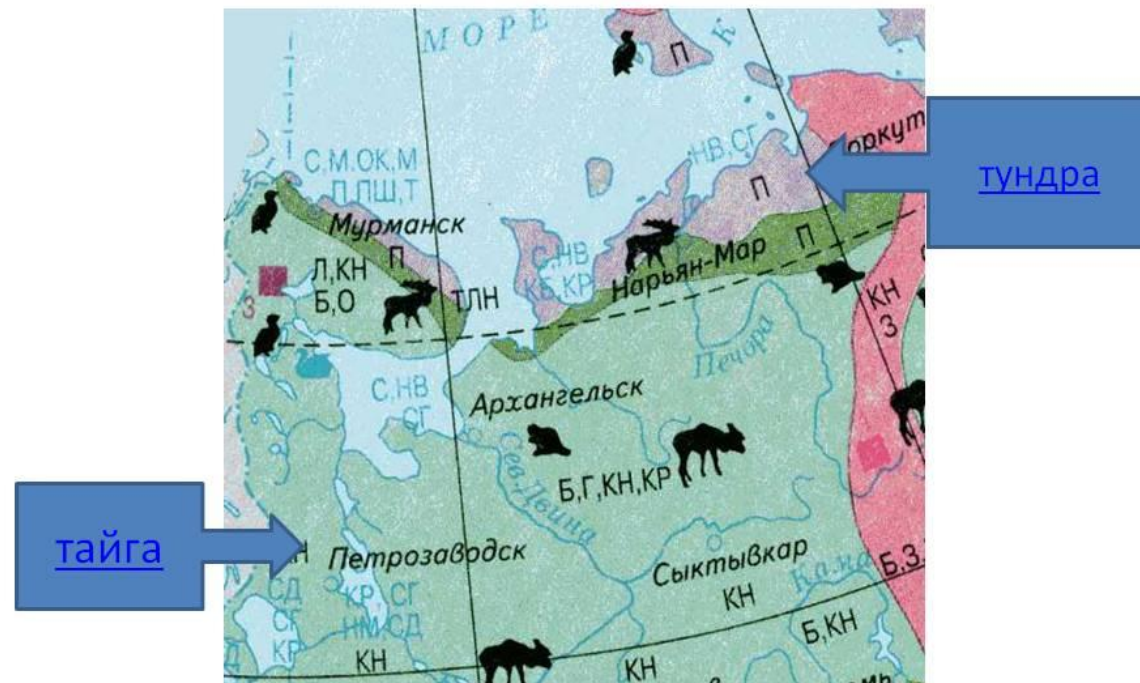 МОРЕ
К
П
НВ,СГ
П
С,М.ОК,М
П.ПШ,Т
Мурманск
П
Л,КН
Б,О
З
ТЛН
С,НВ
КБ,КР
Нарьян-Мар
П
тундра
КН
З
Печора
С,НВ
СГ
Архангельск
Сев.Двина
Б,Г,КН,КР
тайга
Петрозаводск
Сыктывкар
Кама
Б,З
СД
СГ
КР
КР, СГ
НМ,СД
КН
КН
Б,КН
КН